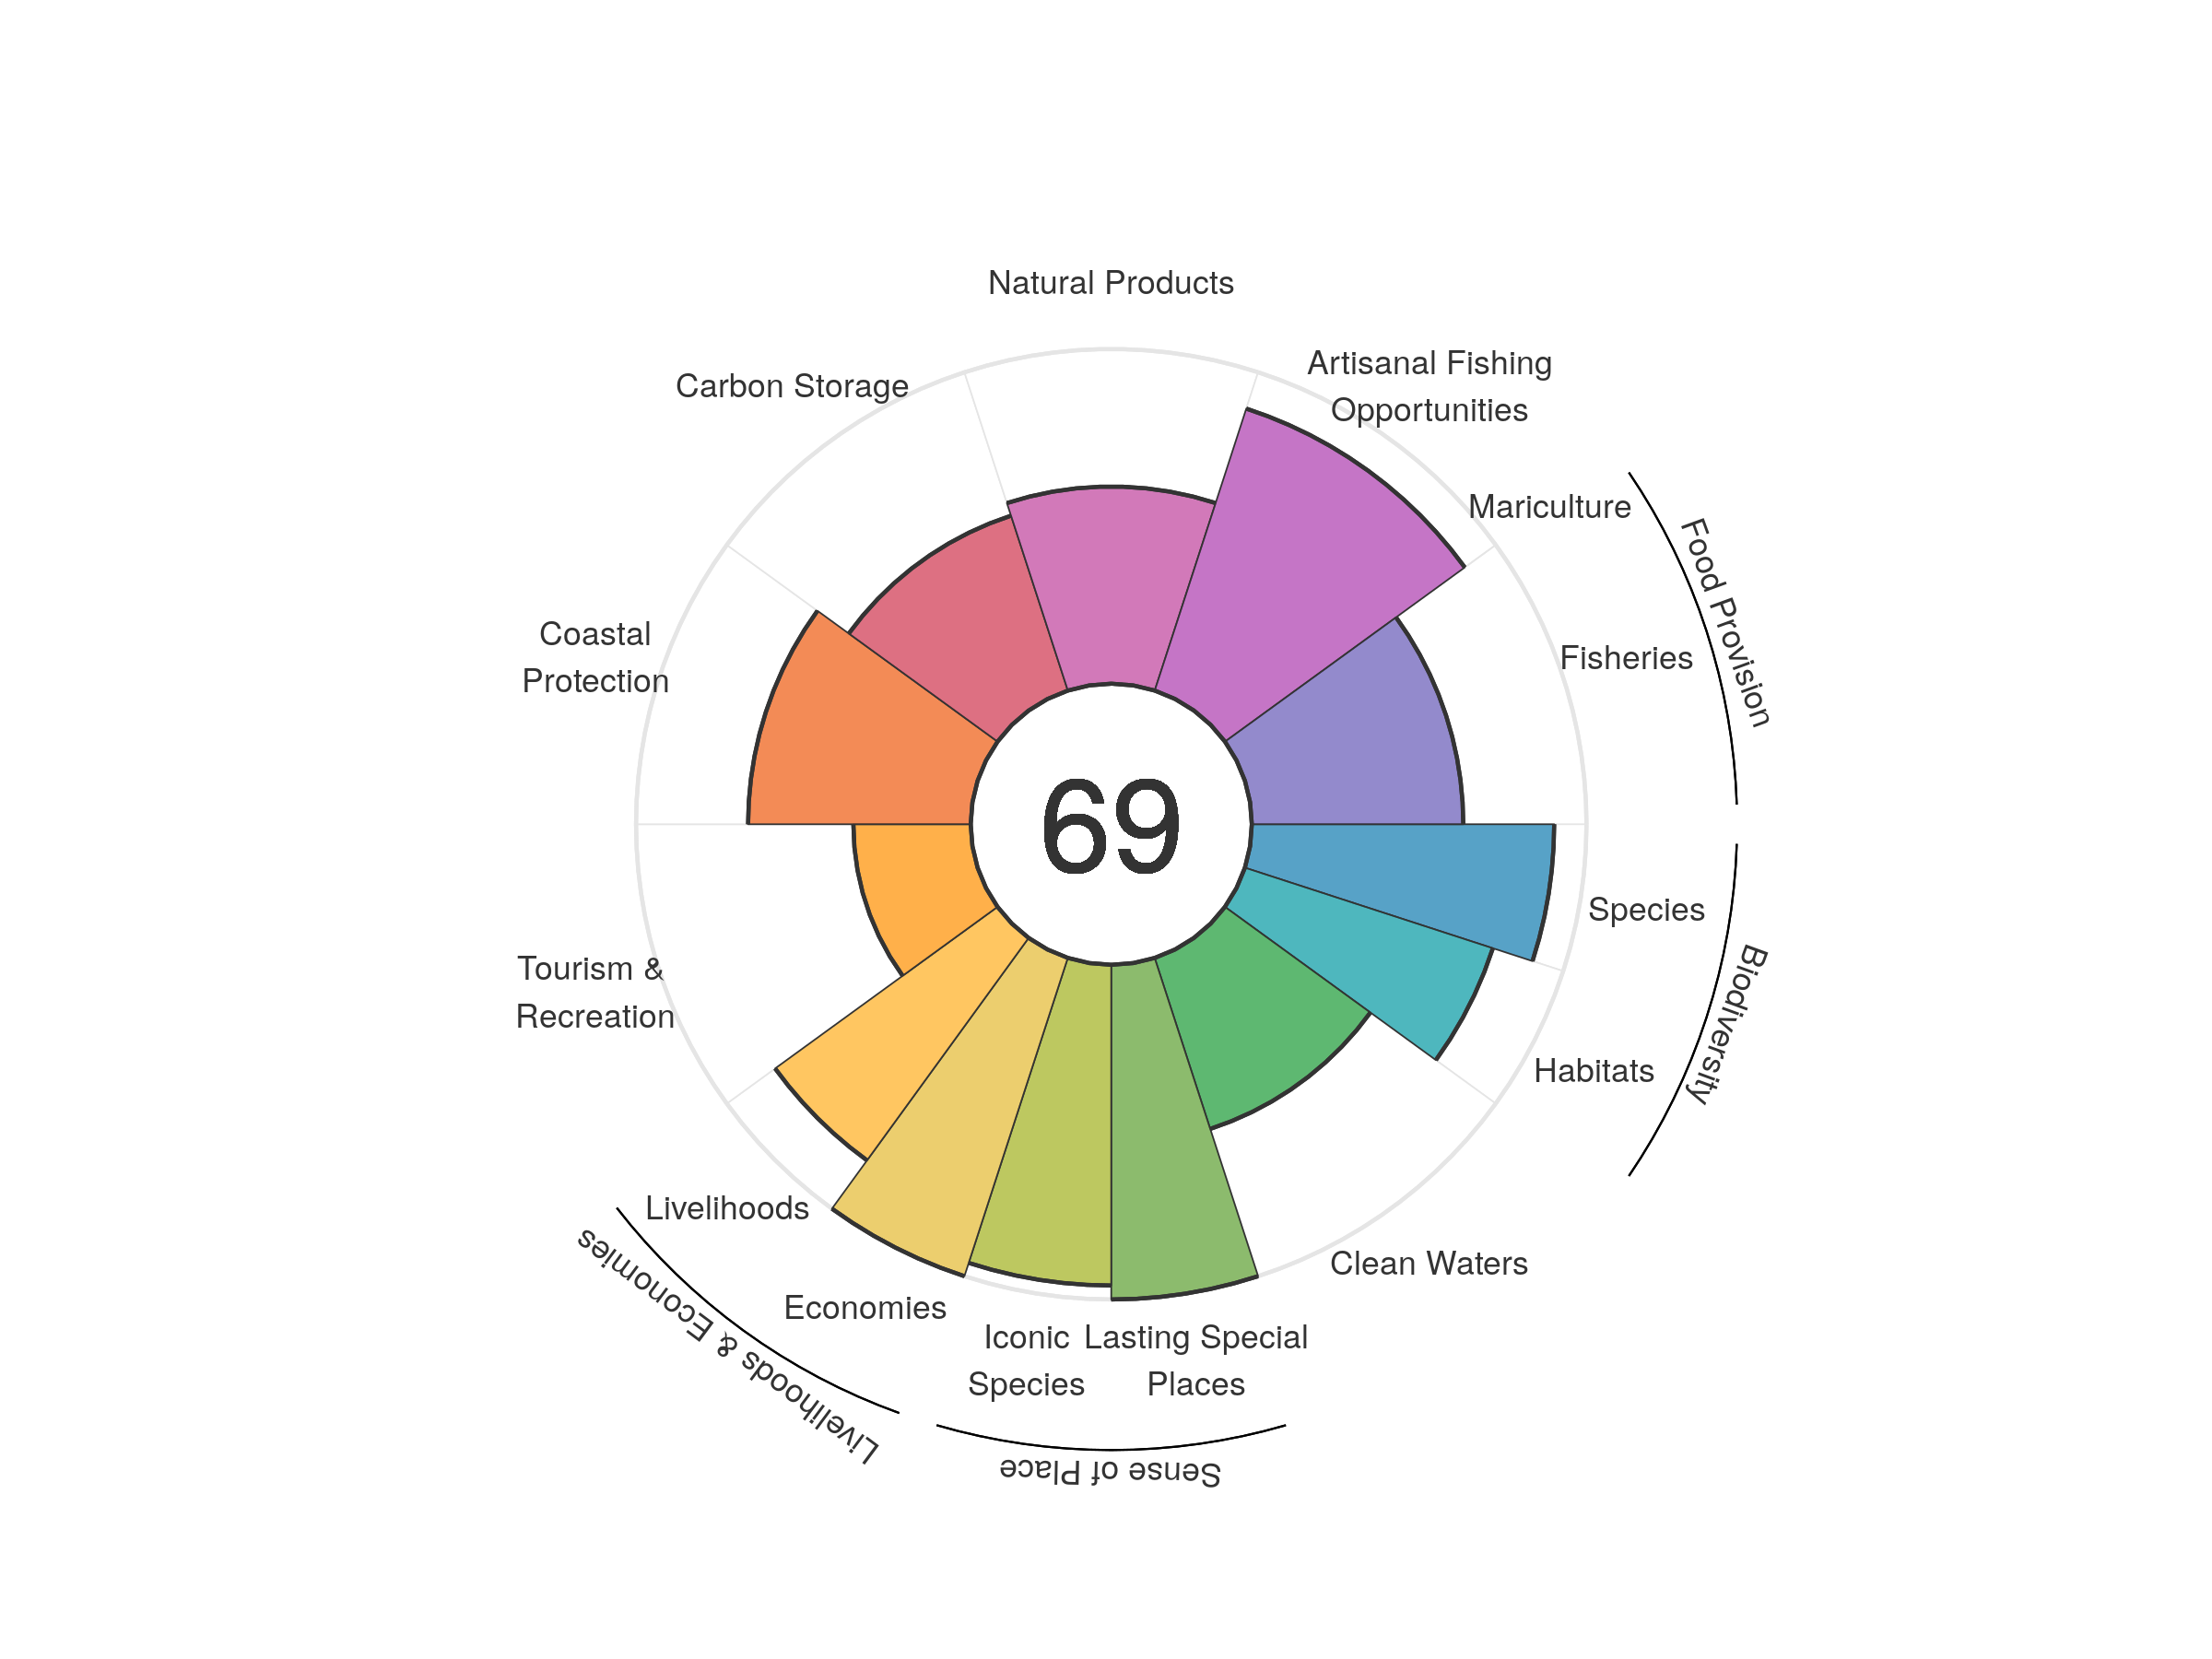 Natural Products
Artisanal Fishing
Opportunities
Carbon Storage
Mariculture
Food Provision
Fisheries
Coastal
Protection
69
Species
Biodiversity
Habitats
Tourism &
Recreation
Livelihoods
Livelihoods & Economies
Economies
Clean Waters
Iconic
Species
Lasting Special
Places
Sense of Place